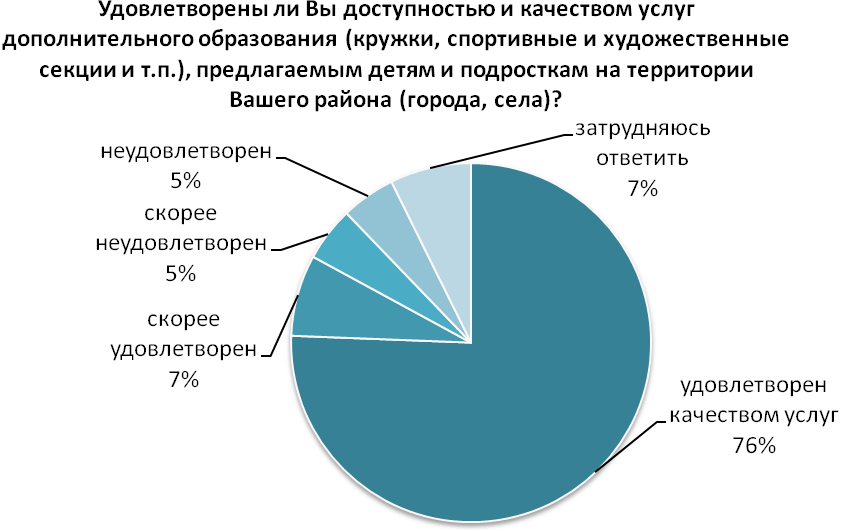 Удовлетворены ли Вы доступностью и качеством услуг
дополнительного образования (кружки, спортивные и художественные
секции и т.п.), предлагаемым детям и подросткам на территории
Вашего района (города, села)?
затрудняюсь
ответить
7%
неудовлетворен
5%
скорее
неудовлетворен
5%
скорее
удовлетворен
7%
удовлетворен
качеством услуг
76%